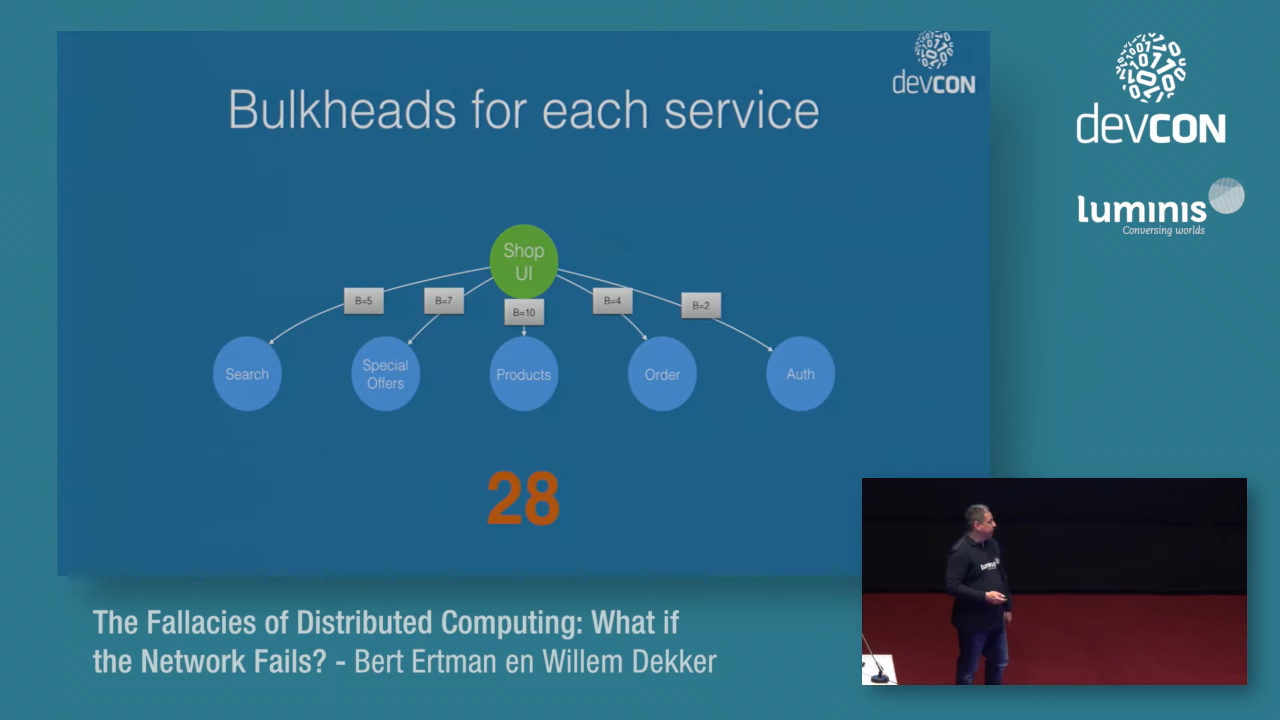 devcon
Bulkheads for each service
Shop
UI
B=5
B=7
B=10
B=4
B=2
Search
Special
Offers
Products
Order
Auth
28
devcon
luminis
Conversing worlds
luminis
The Fallacies of Distributed Computing: What if
the Network Fails? - Bert Ertman en Willem Dekker